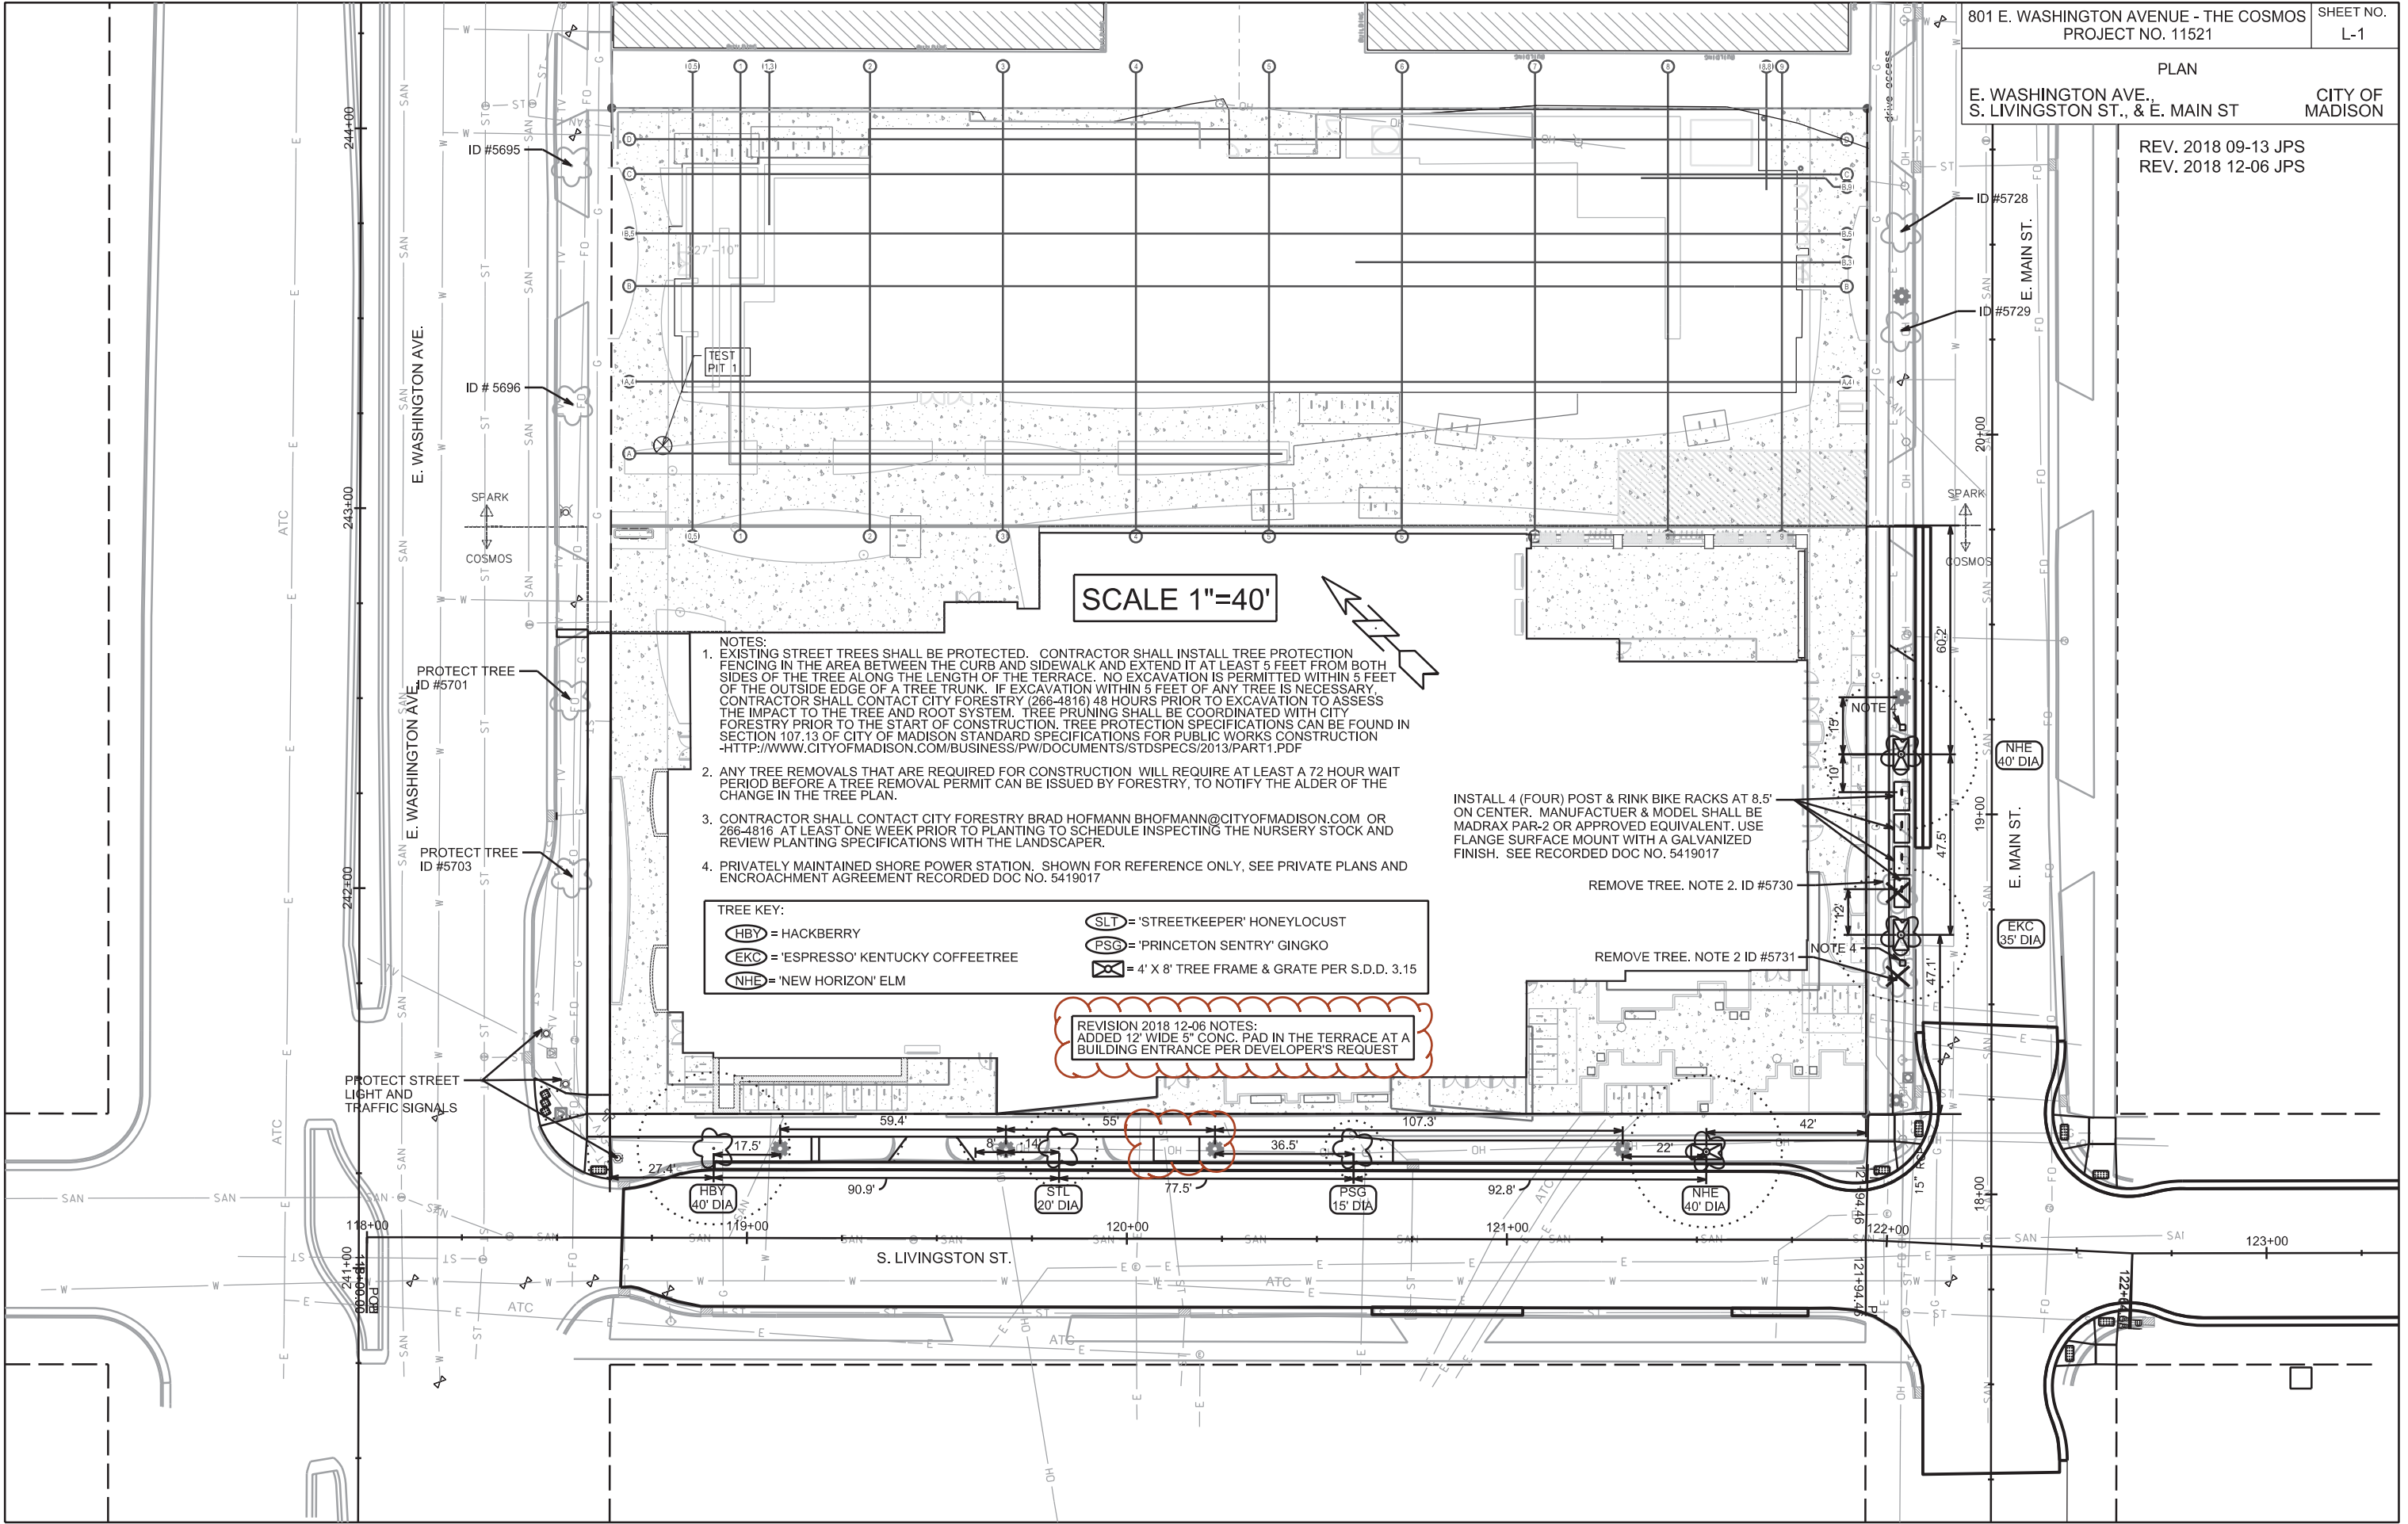 801 E. WASHINGTON AVENUE - THE COSMOS
PROJECT NO. 11521
SHEET NO.
L-1
PLAN
E. WASHINGTON AVE.,
S. LIVINGSTON ST., & E. MAIN ST
CITY OF
MADISON
REV. 2018 09-13 JPS
REV. 2018 12-06 JPS
ID #5695
ID # 5696
ID #5728
ID #5729
drive access
E. MAIN ST.
E. WASHINGTON AVE.
244+00
243+00
242+00
241+00
20+00
19+00
18+00
27'-10"
TEST
PIT 1
SPARK
COSMOS
SPARK
COSMOS
SCALE 1"=40'
NOTES:
1. EXISTING STREET TREES SHALL BE PROTECTED. CONTRACTOR SHALL INSTALL TREE PROTECTION
FENCING IN THE AREA BETWEEN THE CURB AND SIDEWALK AND EXTEND IT AT LEAST 5 FEET FROM BOTH
SIDES OF THE TREE ALONG THE LENGTH OF THE TERRACE. NO EXCAVATION IS PERMITTED WITHIN 5 FEET
OF THE OUTSIDE EDGE OF A TREE TRUNK. IF EXCAVATION WITHIN 5 FEET OF ANY TREE IS NECESSARY,
CONTRACTOR SHALL CONTACT CITY FORESTRY (266-4816) 48 HOURS PRIOR TO EXCAVATION TO ASSESS
THE IMPACT TO THE TREE AND ROOT SYSTEM. TREE PRUNING SHALL BE COORDINATED WITH CITY
FORESTRY PRIOR TO THE START OF CONSTRUCTION. TREE PROTECTION SPECIFICATIONS CAN BE FOUND IN
SECTION 107.13 OF CITY OF MADISON STANDARD SPECIFICATIONS FOR PUBLIC WORKS CONSTRUCTION
-HTTP://WWW.CITYOFMADISON.COM/BUSINESS/PW/DOCUMENTS/STDSPECS/2013/PART1.PDF
2. ANY TREE REMOVALS THAT ARE REQUIRED FOR CONSTRUCTION WILL REQUIRE AT LEAST A 72 HOUR WAIT
PERIOD BEFORE A TREE REMOVAL PERMIT CAN BE ISSUED BY FORESTRY, TO NOTIFY THE ALDER OF THE
CHANGE IN THE TREE PLAN.
3. CONTRACTOR SHALL CONTACT CITY FORESTRY BRAD HOFMANN BHOFMANN@CITYOFMADISON.COM OR
266-4816 AT LEAST ONE WEEK PRIOR TO PLANTING TO SCHEDULE INSPECTING THE NURSERY STOCK AND
REVIEW PLANTING SPECIFICATIONS WITH THE LANDSCAPER.
4. PRIVATELY MAINTAINED SHORE POWER STATION. SHOWN FOR REFERENCE ONLY, SEE PRIVATE PLANS AND
ENCROACHMENT AGREEMENT RECORDED DOC NO. 5419017
PROTECT TREE
ID #5701
E. WASHINGTON AVE.
PROTECT TREE
ID #5703
TREE KEY:
HBY = HACKBERRY
EKC = 'ESPRESSO' KENTUCKY COFFEETREE
NHE = 'NEW HORIZON' ELM
SLT = 'STREETKEEPER' HONEYLOCUST
PSG = 'PRINCETON SENTRY' GINGKO
= 4' X 8' TREE FRAME & GRATE PER S.D.D. 3.15
INSTALL 4 (FOUR) POST & RINK BIKE RACKS AT 8.5'
ON CENTER. MANUFACTUER & MODEL SHALL BE
MADRAX PAR-2 OR APPROVED EQUIVALENT. USE
FLANGE SURFACE MOUNT WITH A GALVANIZED
FINISH. SEE RECORDED DOC NO. 5419017
REMOVE TREE. NOTE 2. ID #5730
REMOVE TREE. NOTE 2 ID #5731
NOTE 4
NOTE 4
60.2'
15'
10'
47.5'
12'
47.1'
NHE
40' DIA
E. MAIN ST.
EKC
35' DIA
REVISION 2018 12-06 NOTES:
ADDED 12' WIDE 5" CONC. PAD IN THE TERRACE AT A
BUILDING ENTRANCE PER DEVELOPER'S REQUEST
PROTECT STREET
LIGHT AND
TRAFFIC SIGNALS
59.4'
55'
107.3'
42'
17.5'
8'
14'
36.5'
22'
27.4'
90.9'
77.5'
92.8'
HBY
40' DIA
STL
20' DIA
PSG
15' DIA
NHE
40' DIA
118+00
119+00
120+00
121+00
122+00
123+00
S. LIVINGSTON ST.
121+94.46
121+94.46
POB